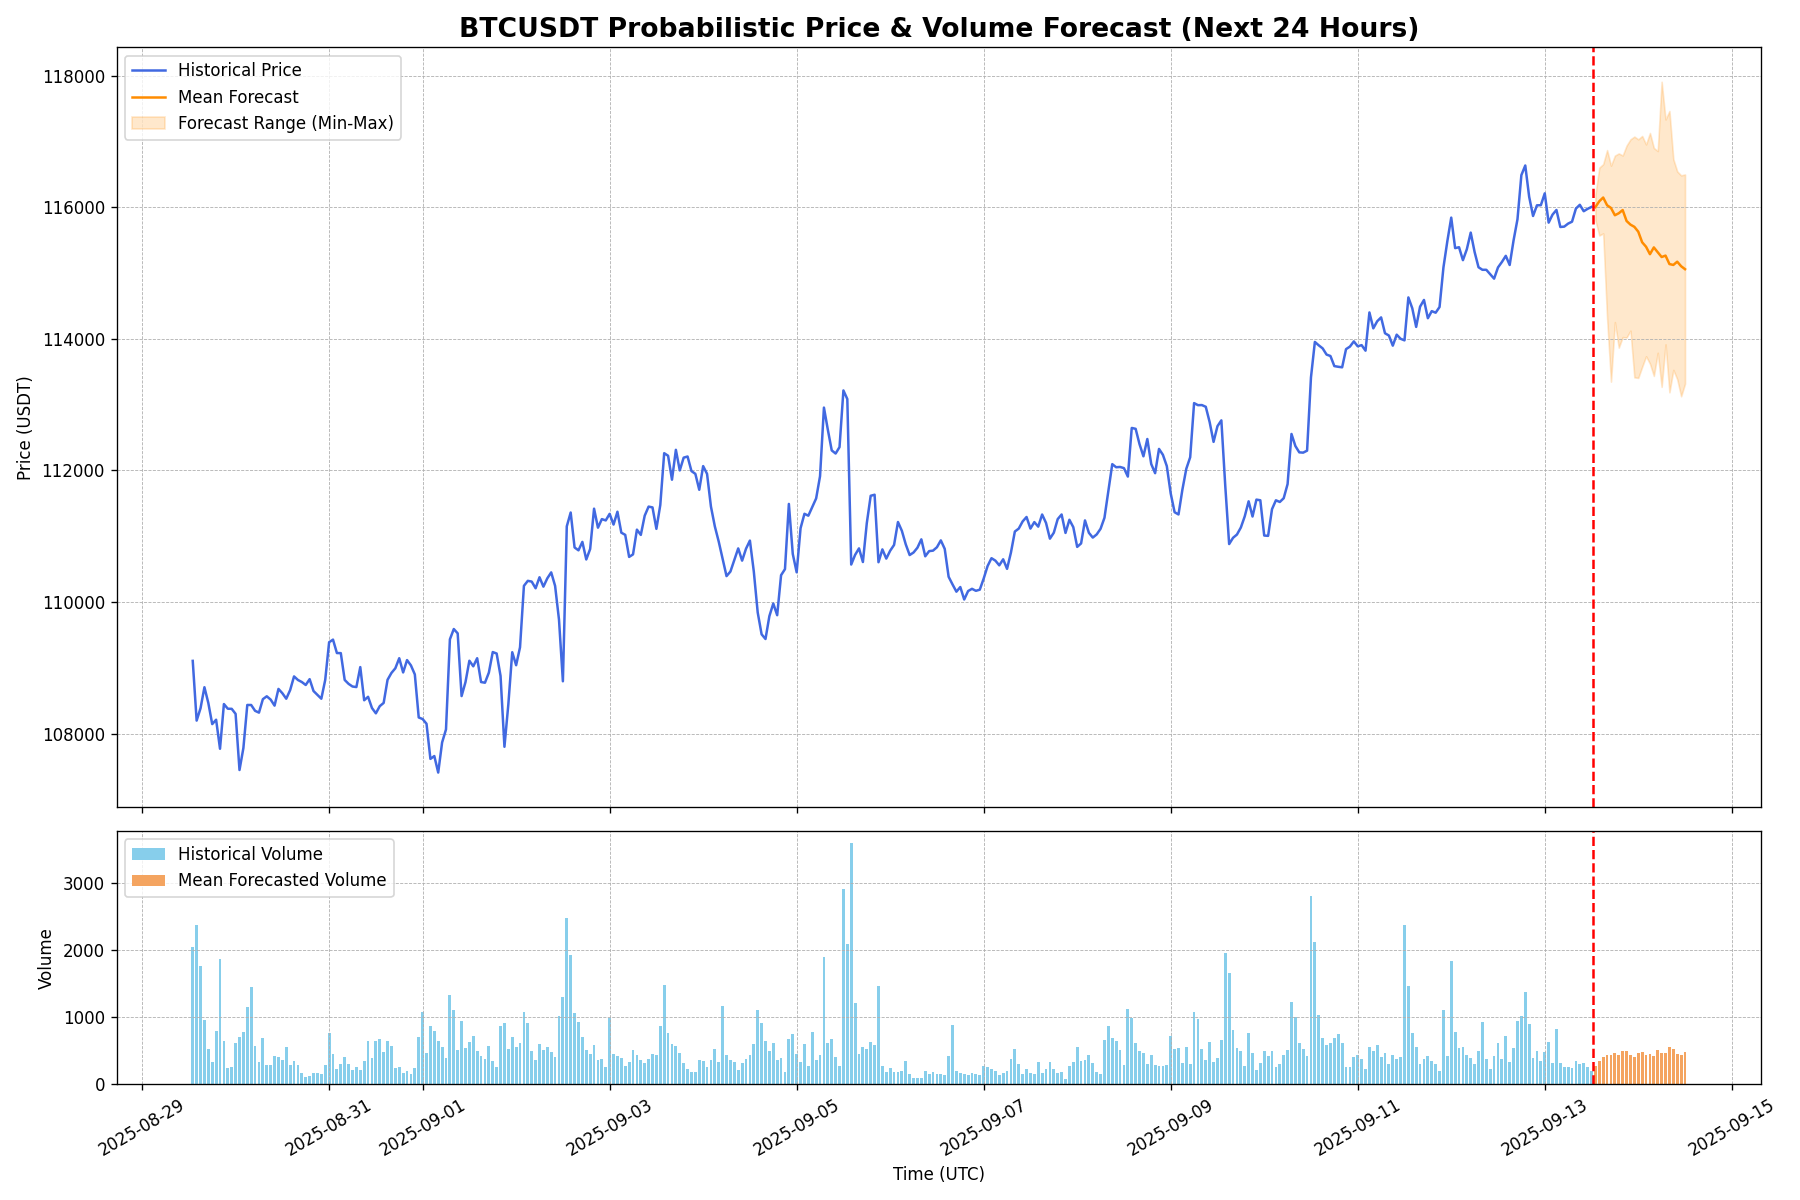 BTCUSDT Probabilistic Price & Volume Forecast (Next 24 Hours)
Historical Price
Mean Forecast
Forecast Range (Min-Max)
118000
116000
114000
112000
110000
108000
Price (USDT)
Historical Volume
Mean Forecasted Volume
3000
2000
1000
0
Volume
2025-08-29
2025-08-31
2025-09-01
2025-09-03
2025-09-05
2025-09-07
2025-09-09
2025-09-11
2025-09-13
2025-09-15
Time (UTC)